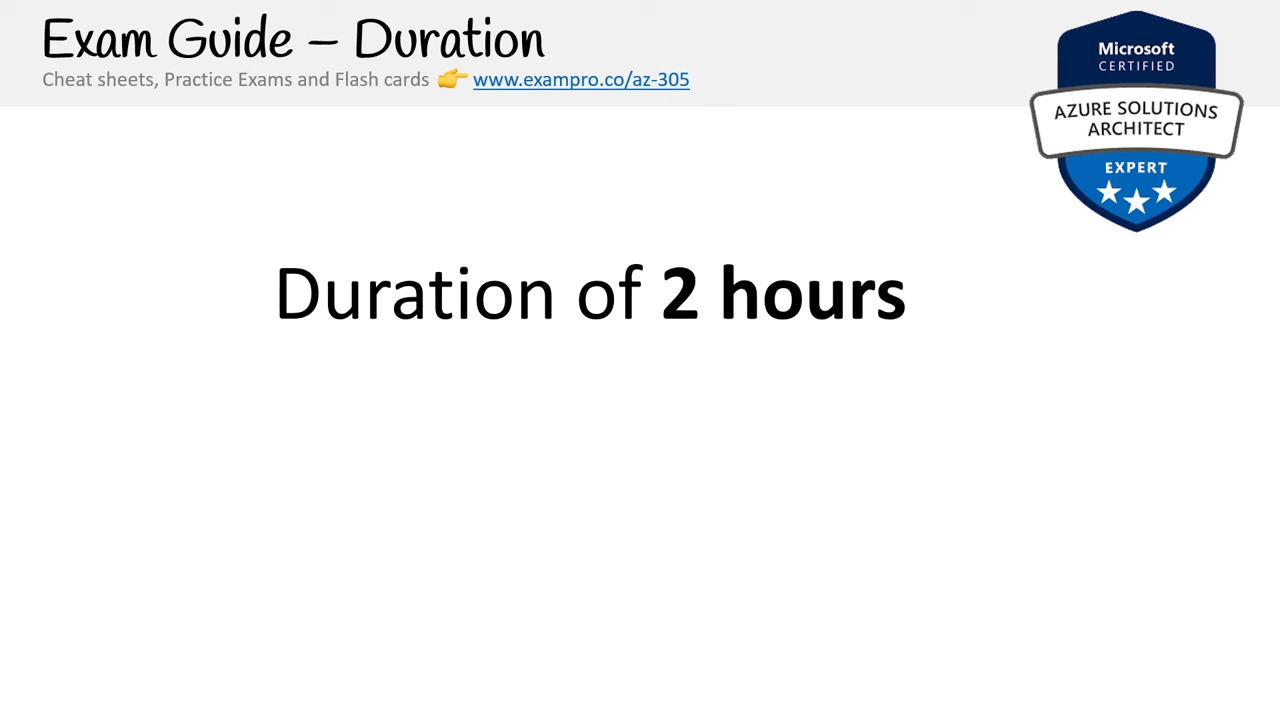 Exam Guide – Duration
Cheat sheets, Practice Exams and Flash cards 👉 www.exampro.co/az-305
Microsoft
CERTIFIED
AZURE SOLUTIONS
ARCHITECT
EXPERT
Duration of 2 hours